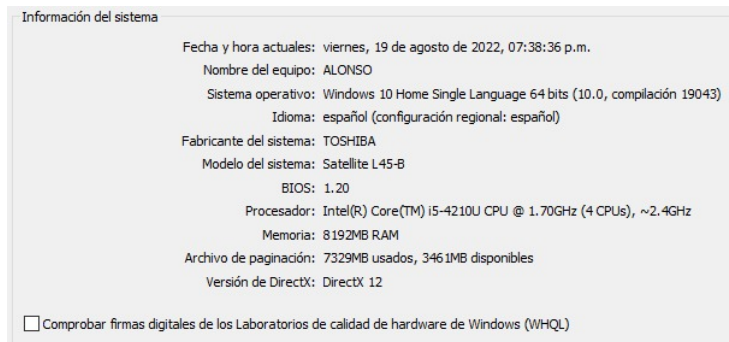 Información del sistema
Fecha y hora actuales: viernes, 19 de agosto de 2022, 07:38:36 p.m.
Nombre del equipo: ALONSO
Sistema operativo: Windows 10 Home Single Language 64 bits (10.0, compilación 19043)
Idioma: español (configuración regional: español)
Fabricante del sistema: TOSHIBA
Modelo del sistema: Satellite L45-B
BIOS: 1.20
Procesador: Intel(R) Core(TM) i5-4210U CPU @ 1.70GHz (4 CPUs), ~2.4GHz
Memoria: 8192MB RAM
Archivo de paginación: 7329MB usados, 3461MB disponibles
Versión de DirectX: DirectX 12
Comprobar firmas digitales de los Laboratorios de calidad de hardware de Windows (WHQL)